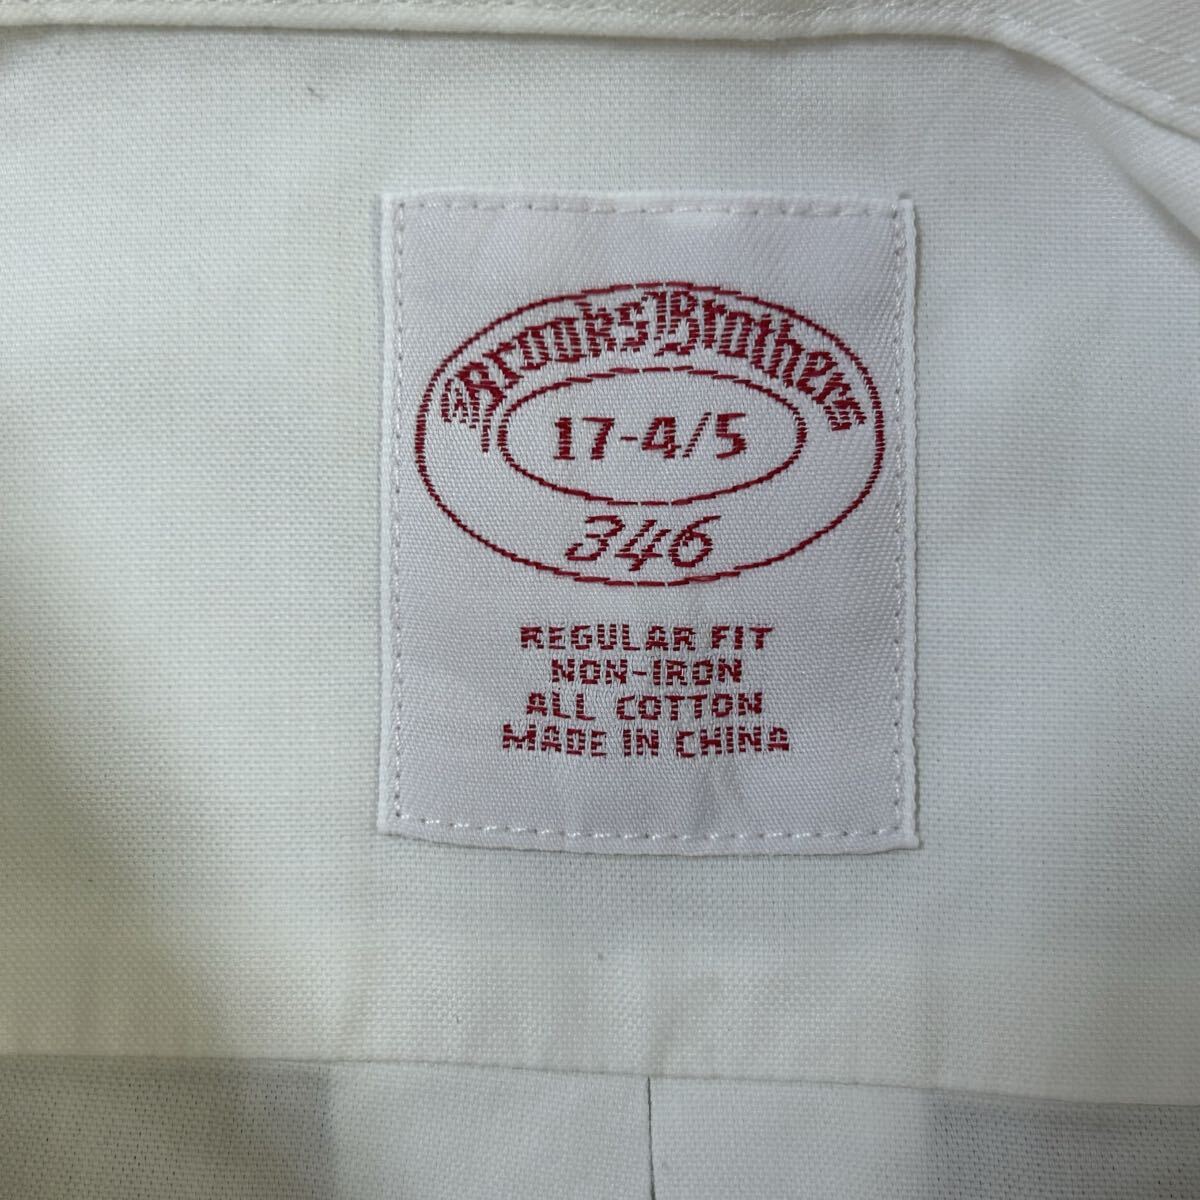 Brooks Brothers
17-4/5
346
REGULAR FIT
NON-IRON
ALL COTTON
MADE IN CHINA